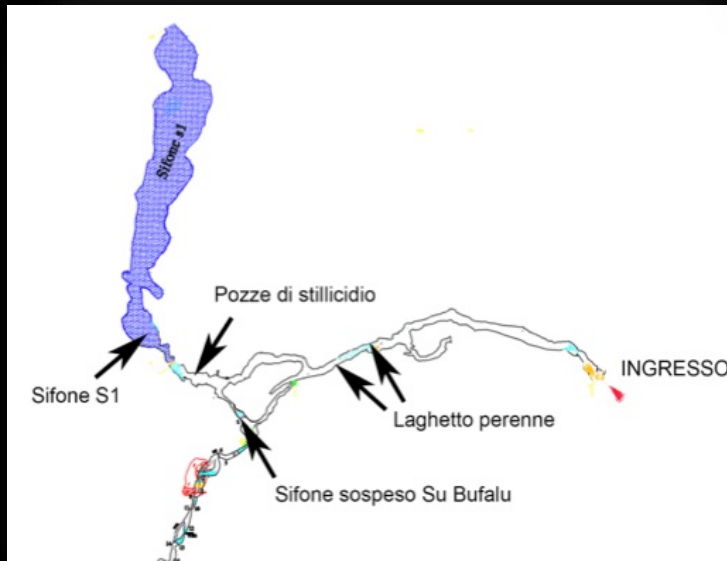 Sifone s1
Pozze di stillicidio
Sifone S1
INGRESSO
Laghetto perenne
Sifone sospeso Su Bufalu